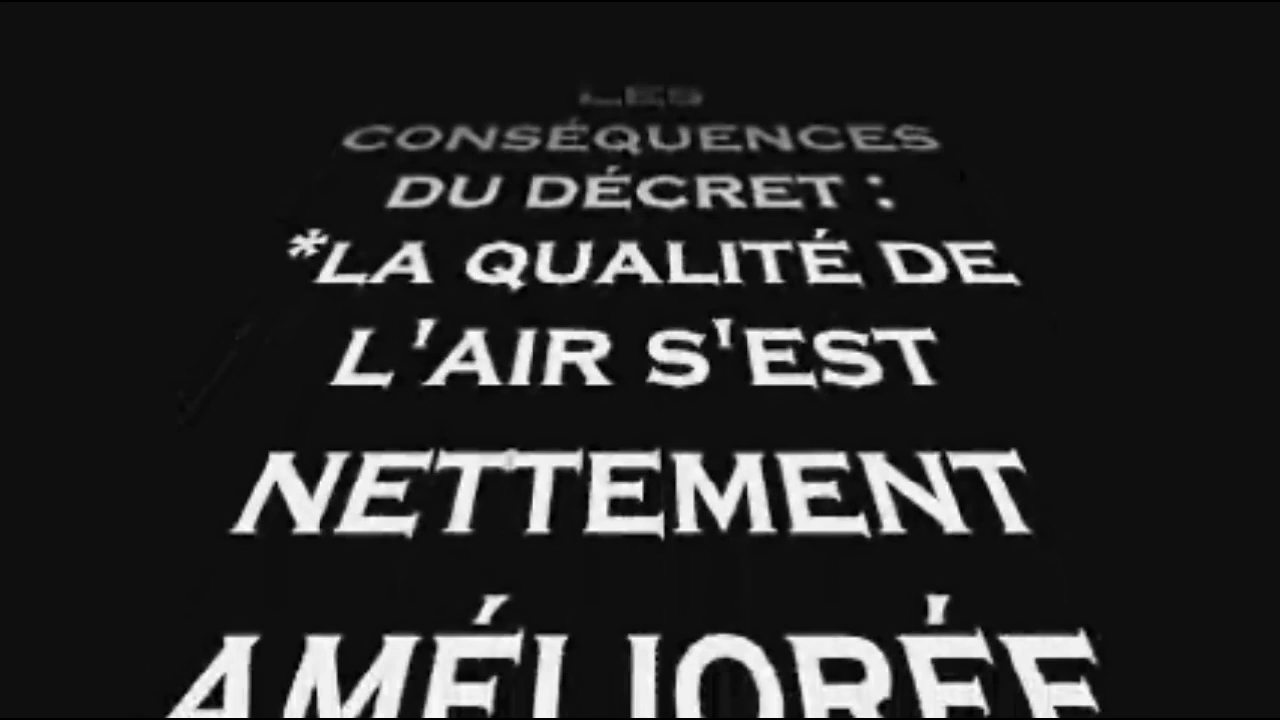 LES
CONSÉQUENCES
DU DÉCRET :
*LA QUALITÉ DE
L'AIR S'EST
NETTEMENT
AMÉLIORÉE